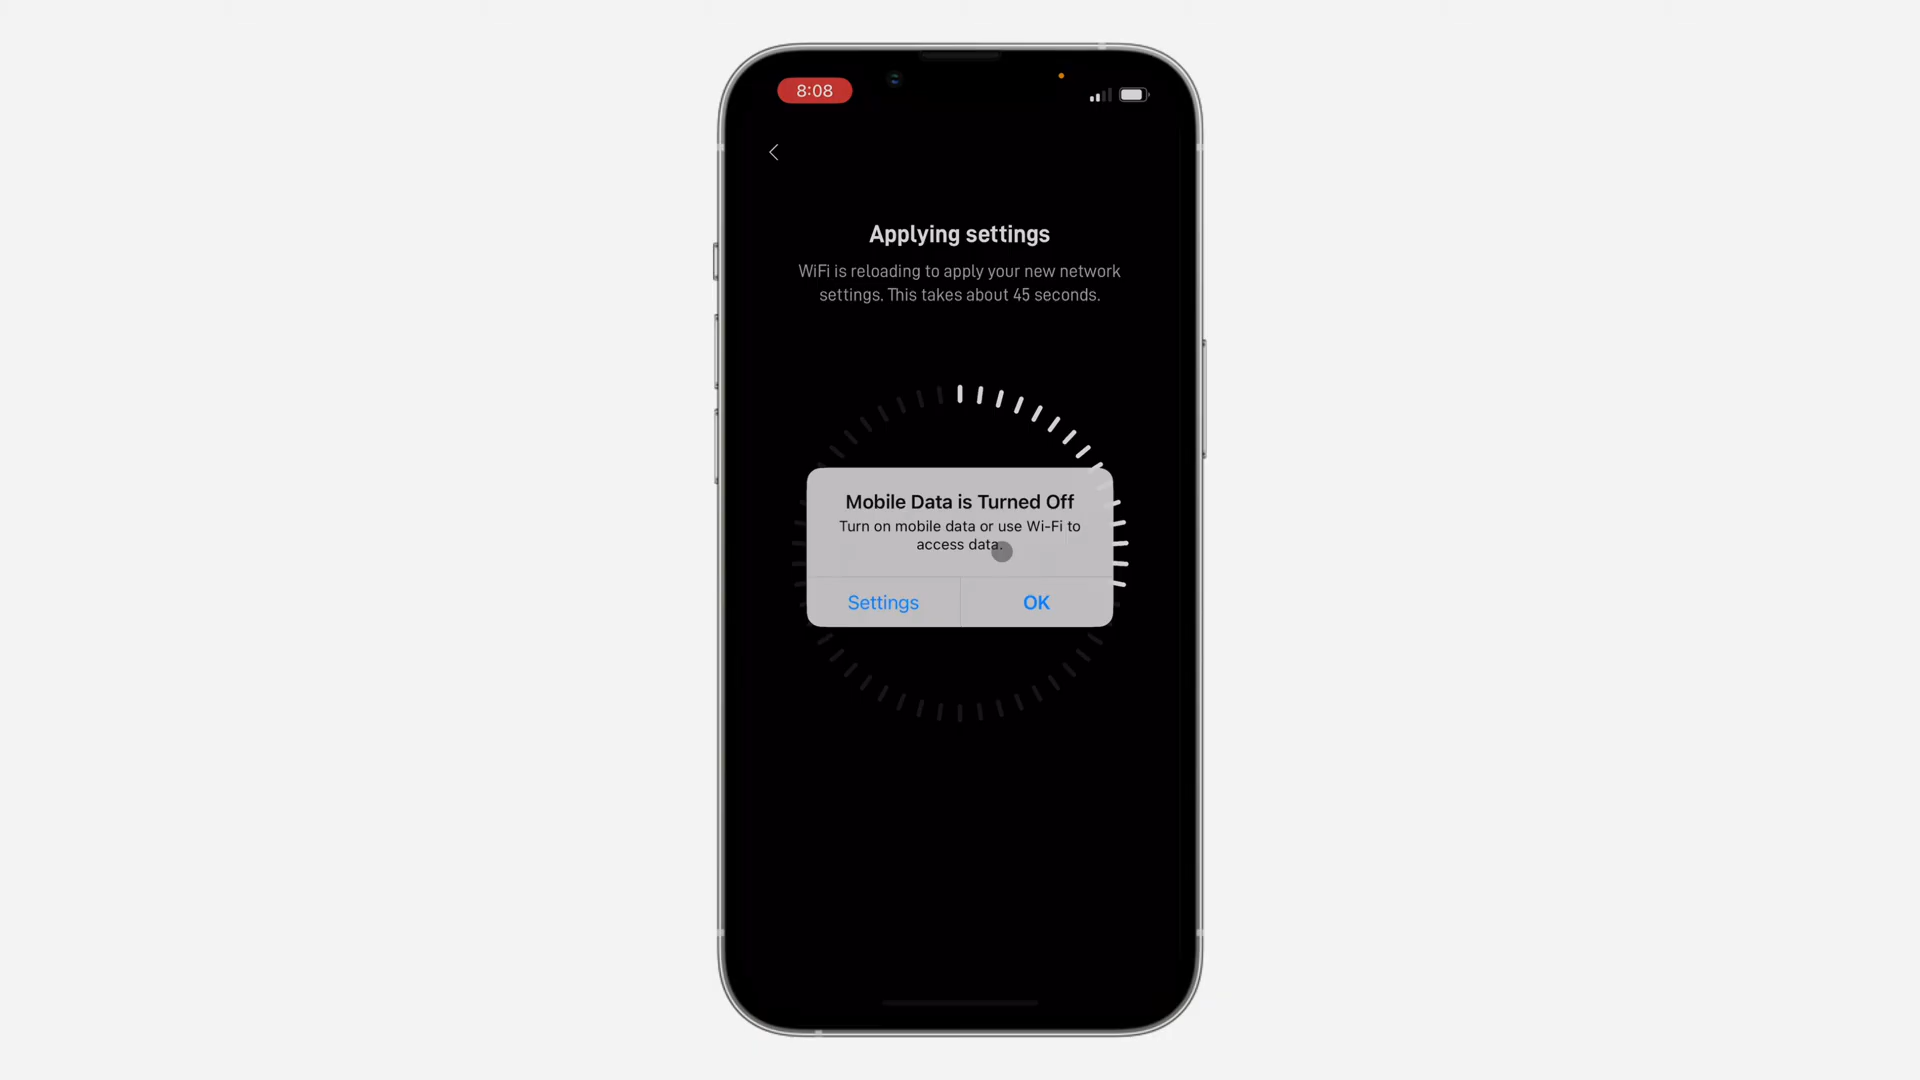 8:08
Applying settings
WiFi is reloading to apply your new network
settings. This takes about 45 seconds.
Mobile Data is Turned Off
Turn on mobile data or use Wi-Fi to
access data.
Settings
OK